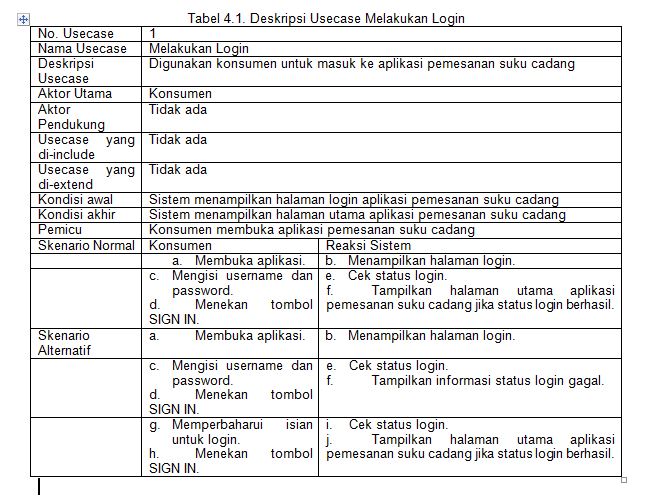 Tabel 4.1. Deskripsi Usecase Melakukan Login
No. Usecase 1
Nama Usecase Melakukan Login
Deskripsi Digunakan konsumen untuk masuk ke aplikasi pemesanan suku cadang
Usecase
Aktor Utama Konsumen
Aktor Tidak ada
Pendukung
Usecase yang Tidak ada
di-include
Usecase yang Tidak ada
di-extend
Kondisi awal Sistem menampilkan halaman login aplikasi pemesanan suku cadang
Kondisi akhir Sistem menampilkan halaman utama aplikasi pemesanan suku cadang
Pemicu Konsumen membuka aplikasi pemesanan suku cadang
Skenario Normal Konsumen Reaksi Sistem
a. Membuka aplikasi. b. Menampilkan halaman login.
c. Mengisi username dan e. Cek status login.
password. f. Tampilkan halaman utama aplikasi
d. Menekan tombol pemesanan suku cadang jika status login berhasil.
SIGN IN.
Skenario a. Membuka aplikasi. b. Menampilkan halaman login.
Alternatif
c. Mengisi username dan e. Cek status login.
password. f. Tampilkan informasi status login gagal.
d. Menekan tombol
SIGN IN.
g. Memperbaharui isian i. Cek status login.
untuk login. j. Tampilkan halaman utama aplikasi
h. Menekan tombol pemesanan suku cadang jika status login berhasil.
SIGN IN.